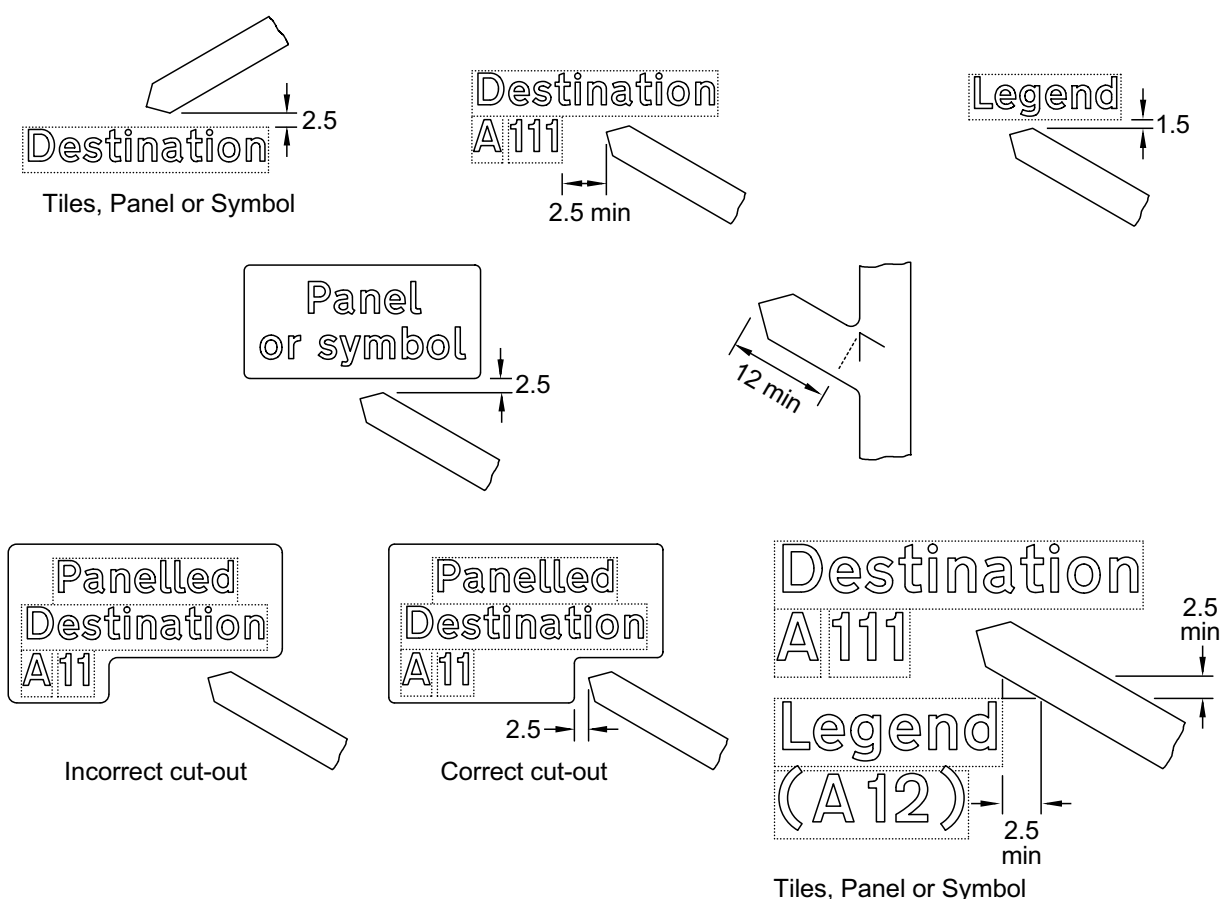 2.5
Destination
Tiles, Panel or Symbol
Destination
A 111
2.5 min
Legend
1.5
Panel
or symbol
2.5
12 min
Panelled
Destination
A 11
Incorrect cut-out
Panelled
Destination
A 11
2.5
Correct cut-out
Destination
A 111
2.5
min
Legend
(A 12)
2.5
min
Tiles, Panel or Symbol